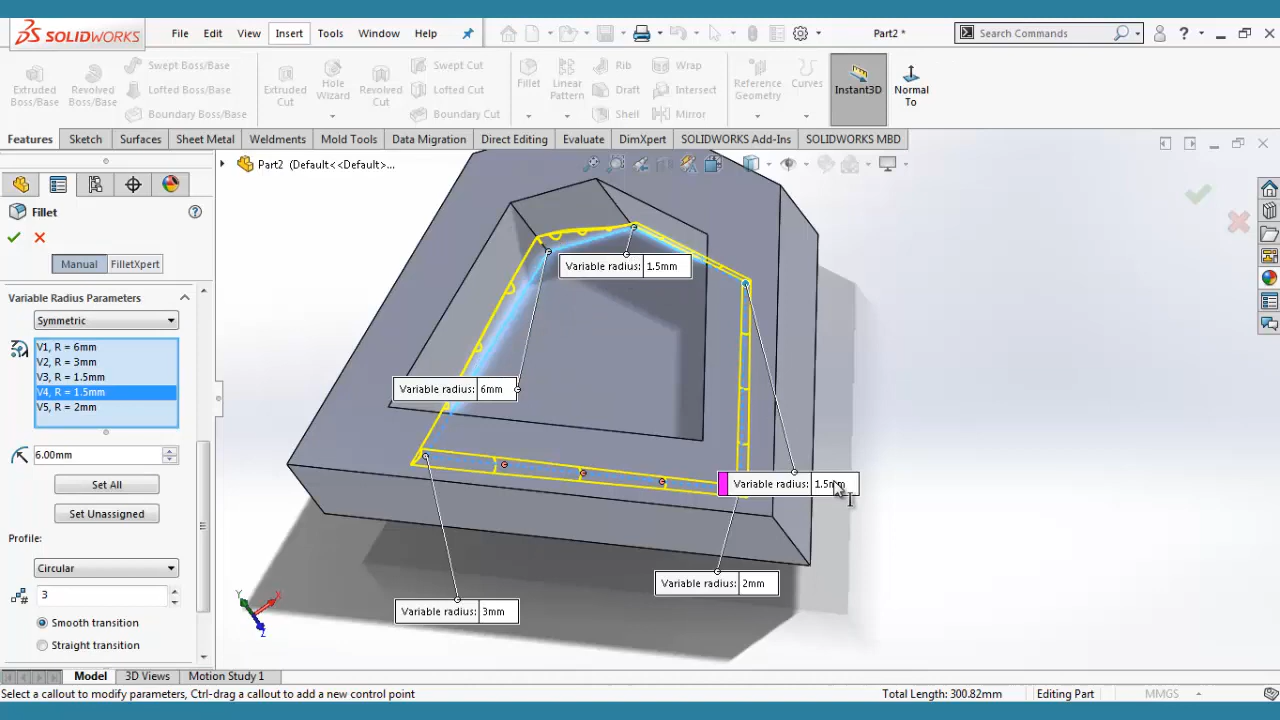 SOLIDWORKS
File Edit View Insert Tools Window Help
Part2 *
Search Commands
Extruded Boss/Base
Revolved Boss/Base
Swept Boss/Base
Lofted Boss/Base
Boundary Boss/Base
Extruded Cut
Hole Wizard
Revolved Cut
Swept Cut
Lofted Cut
Boundary Cut
Fillet
Linear Pattern
Rib
Draft
Shell
Wrap
Intersect
Mirror
Reference Geometry
Curves
Instant3D
Normal To
Features Sketch Surfaces Sheet Metal Weldments Mold Tools Data Migration Direct Editing Evaluate DimXpert SOLIDWORKS Add-Ins SOLIDWORKS MBD
Part2 (Default<<Default>...
Fillet
Manual FilletXpert
Variable Radius Parameters
Symmetric
V1, R = 6mm
V2, R = 3mm
V3, R = 1.5mm
V4, R = 1.5mm
V5, R = 2mm
6.00mm
Set All
Set Unassigned
Profile:
Circular
3
Smooth transition
Straight transition
Variable radius: 1.5mm
Variable radius: 6mm
Variable radius: 1.5mm
Variable radius: 2mm
Variable radius: 3mm
Y
X
Z
Model 3D Views Motion Study 1
Select a callout to modify parameters, Ctrl-drag a callout to add a new control point
Total Length: 300.82mm
Editing Part
MMGS